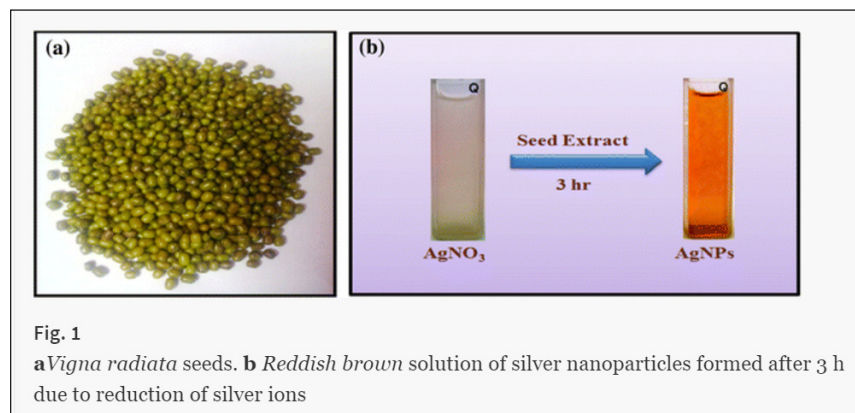 (a)
(b)
Q
Q
Seed Extract
3 hr
AgNO₃
AgNPs
Fig. 1
aVigna radiata seeds. b Reddish brown solution of silver nanoparticles formed after 3 h
due to reduction of silver ions